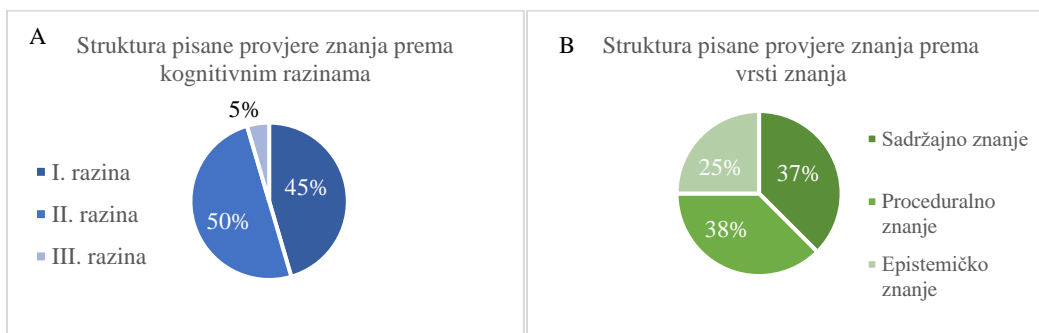 A
Struktura pisane provjere znanja prema
kognitivnim razinama
5%
45%
50%
I. razina
II. razina
III. razina
B
Struktura pisane provjere znanja prema
vrsti znanja
25%
37%
38%
Sadržajno znanje
Proceduralno
znanje
Epistemičko
znanje